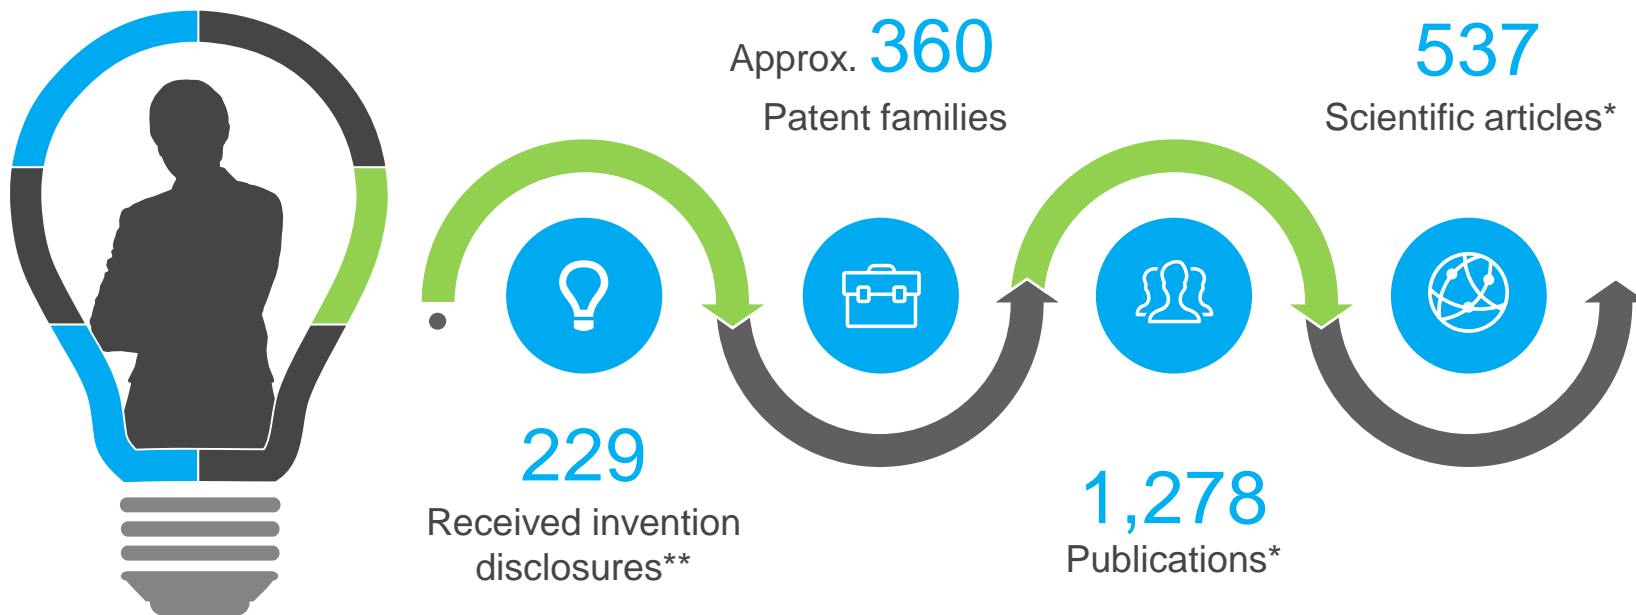 229
Received invention
disclosures**
Approx. 360
Patent families
1,278
Publications*
537
Scientific articles*